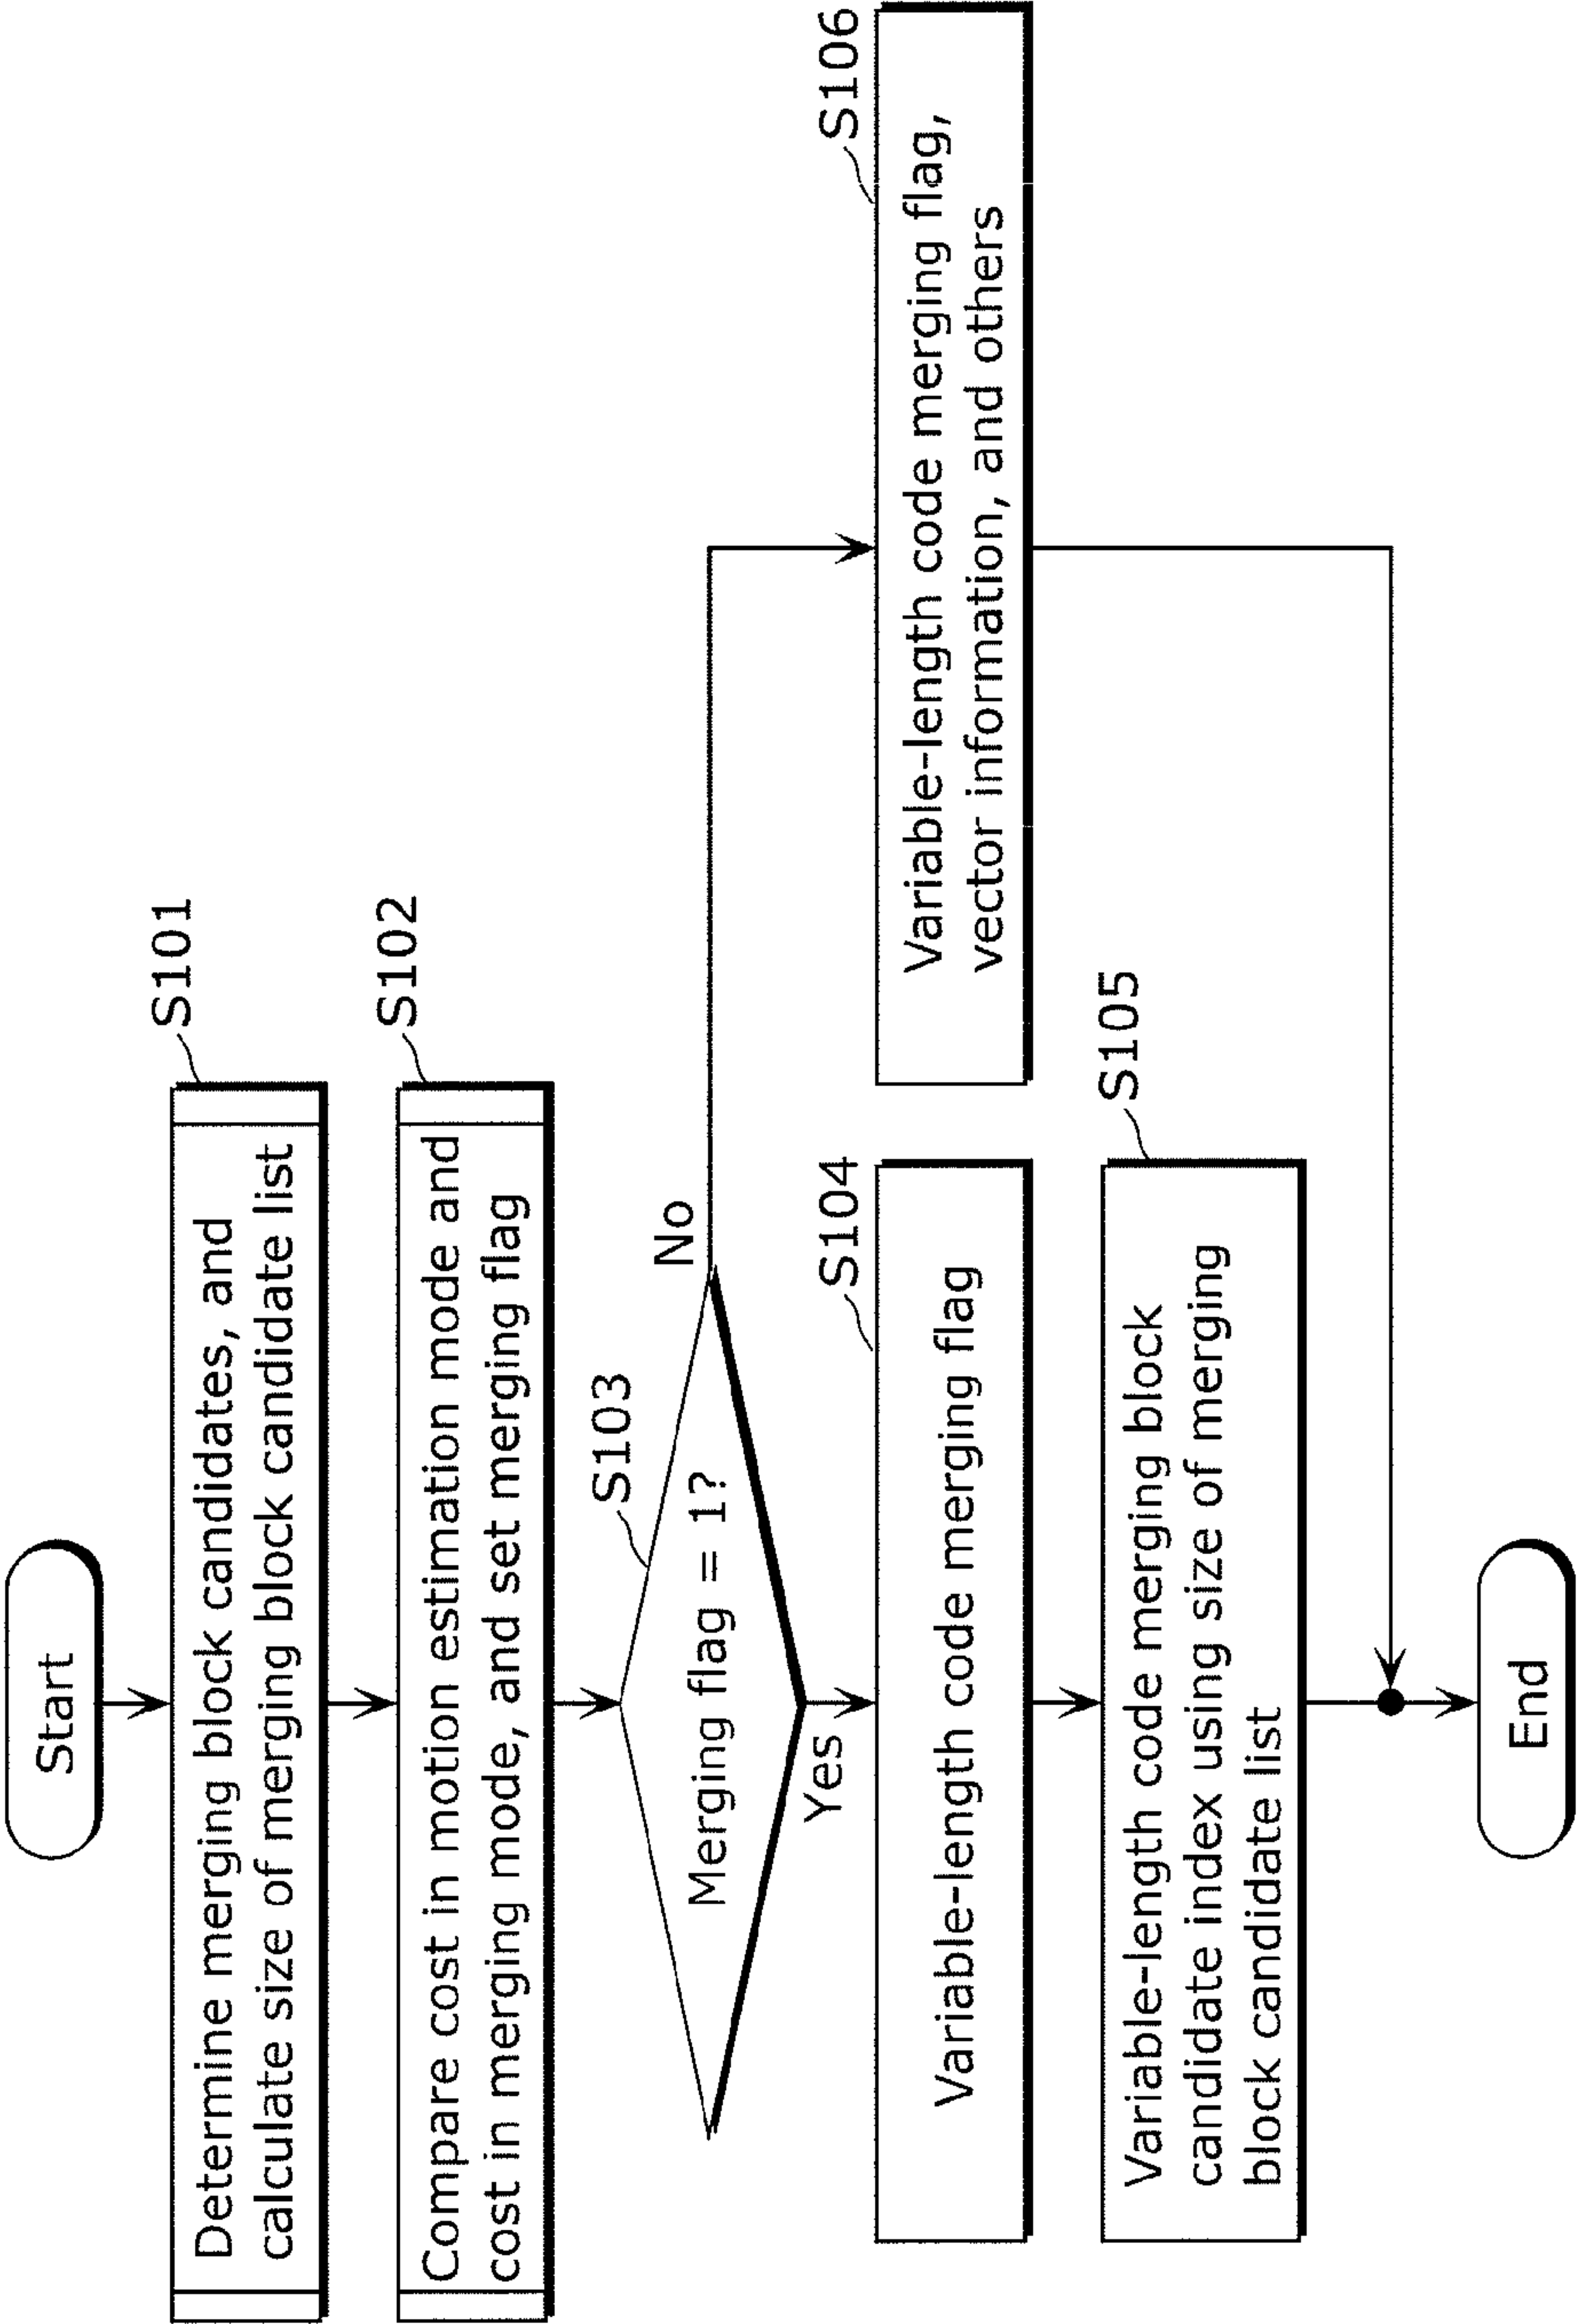 Start
S101
Determine merging block candidates, and
calculate size of merging block candidate list
S102
Compare cost in motion estimation mode and
cost in merging mode, and set merging flag
S103
Merging flag = 1?
No
Yes
S104
Variable-length code merging flag
S106
Variable-length code merging flag,
vector information, and others
S105
Variable-length code merging block
candidate index using size of merging
block candidate list
End